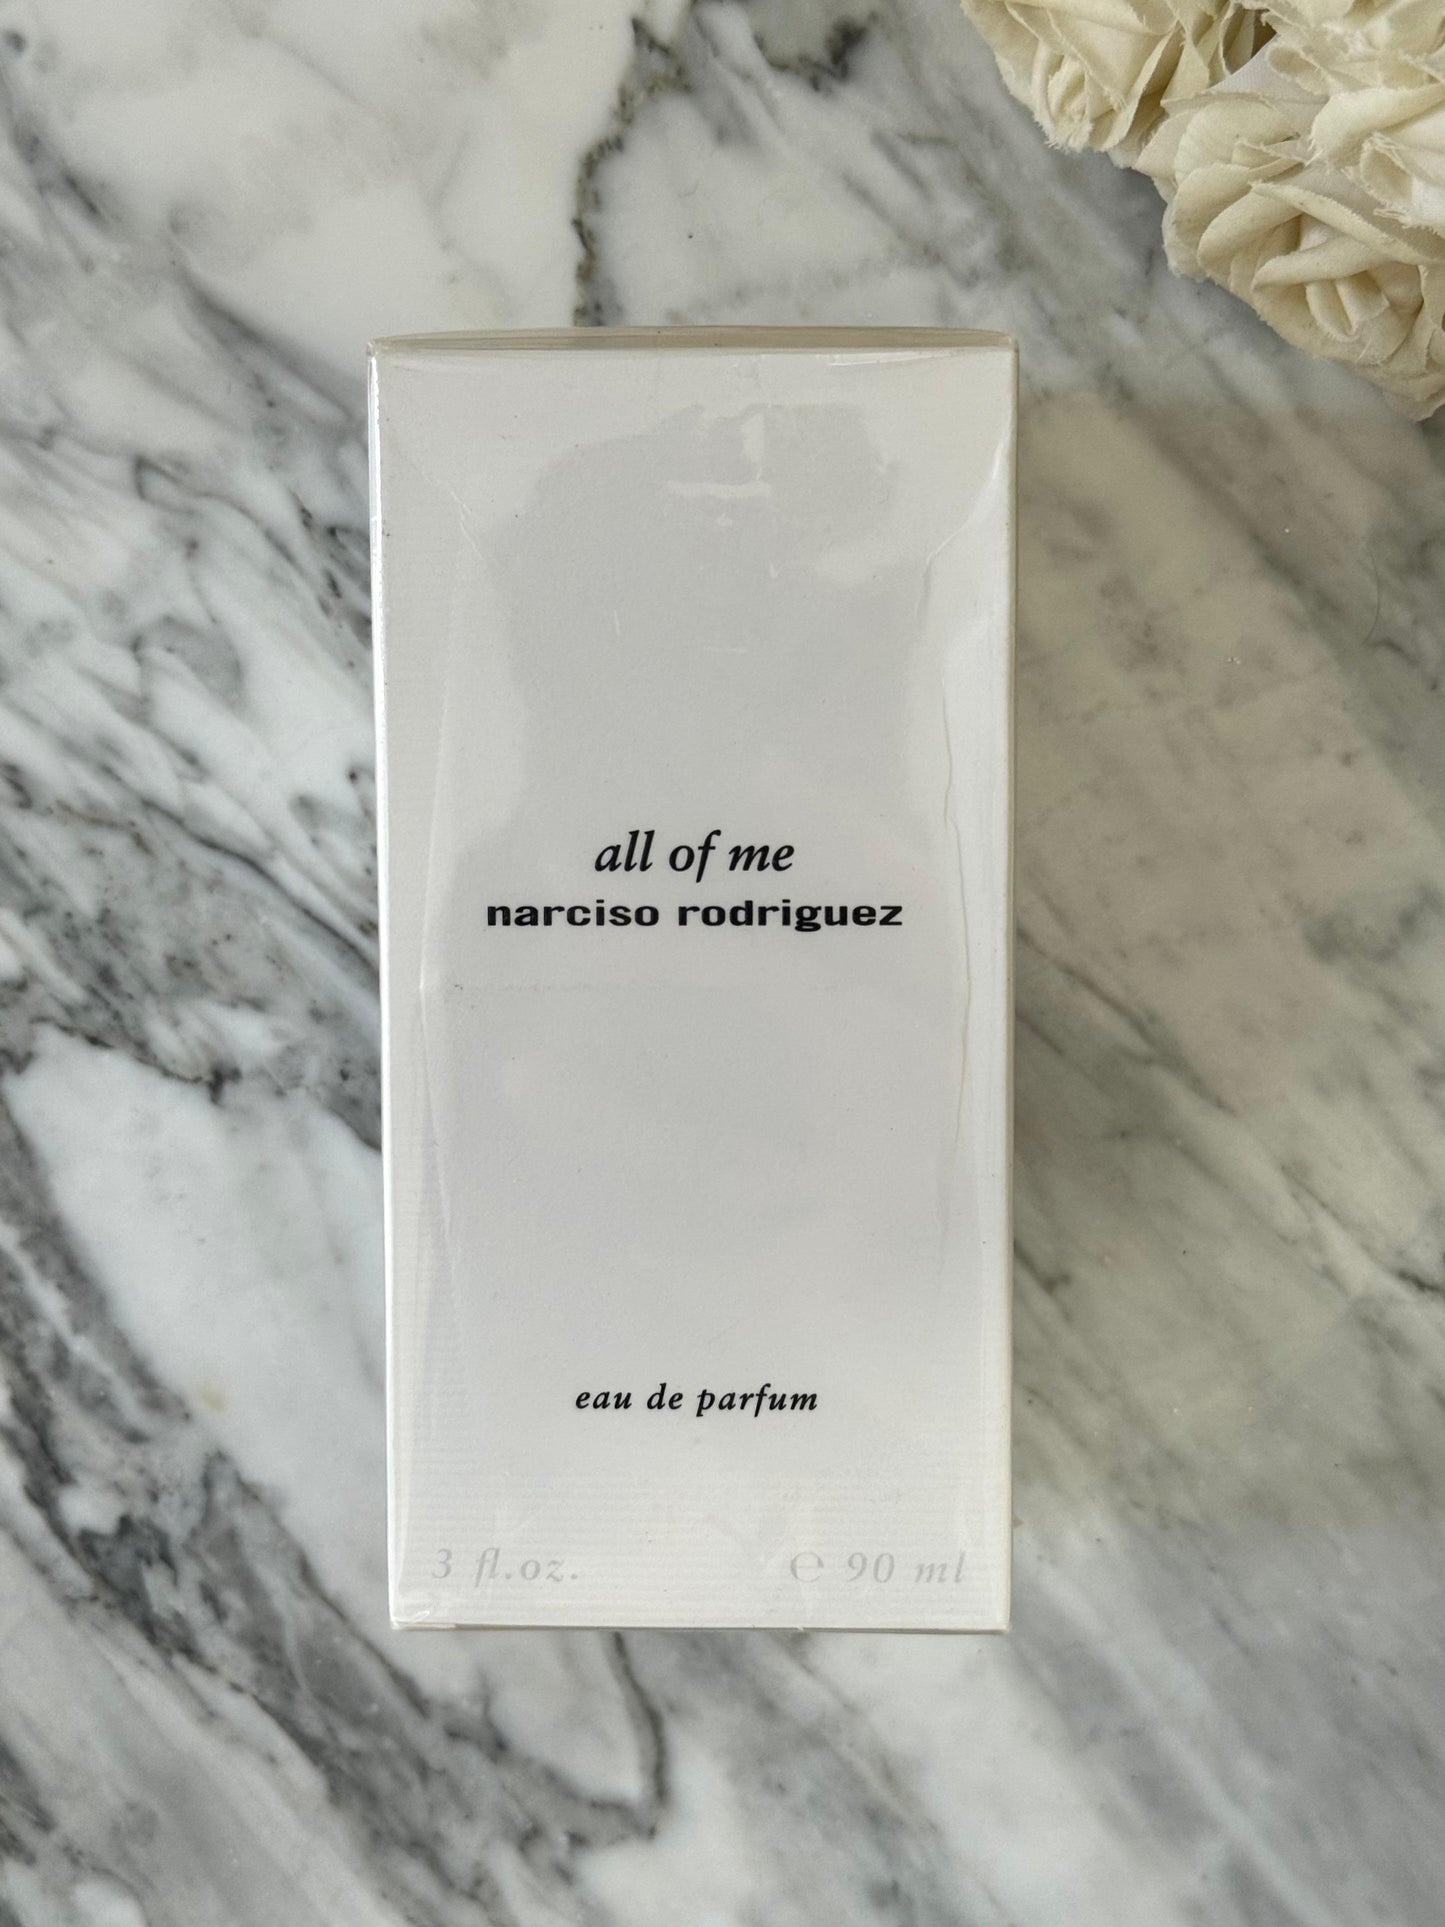 all of me
narciso rodriguez
eau de parfum
3 fl.oz. ℮ 90 ml